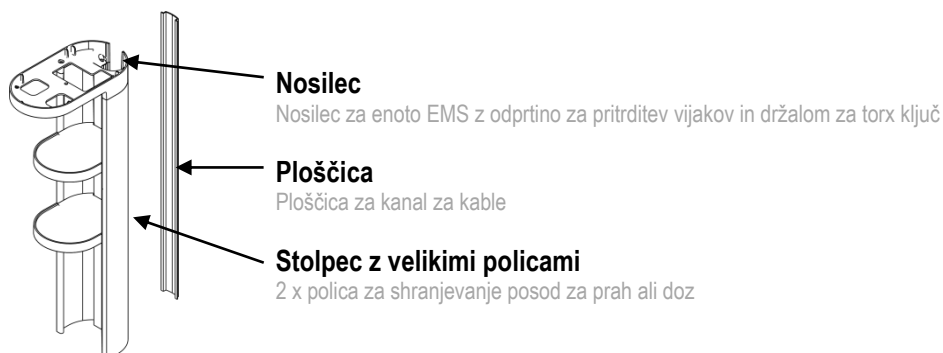 Nosilec
Nosilec za enoto EMS z odprtino za pritrditev vijakov in držalom za torx ključ
Ploščica
Ploščica za kanal za kable
Stolpec z velikimi policami
2 x polica za shranjevanje posod za prah ali doz